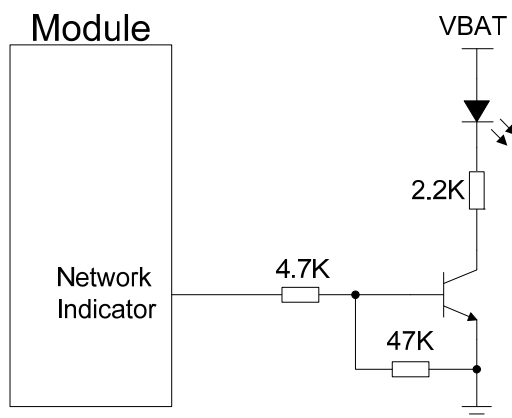 Module
VBAT
2.2K
4.7K
Network
Indicator
47K